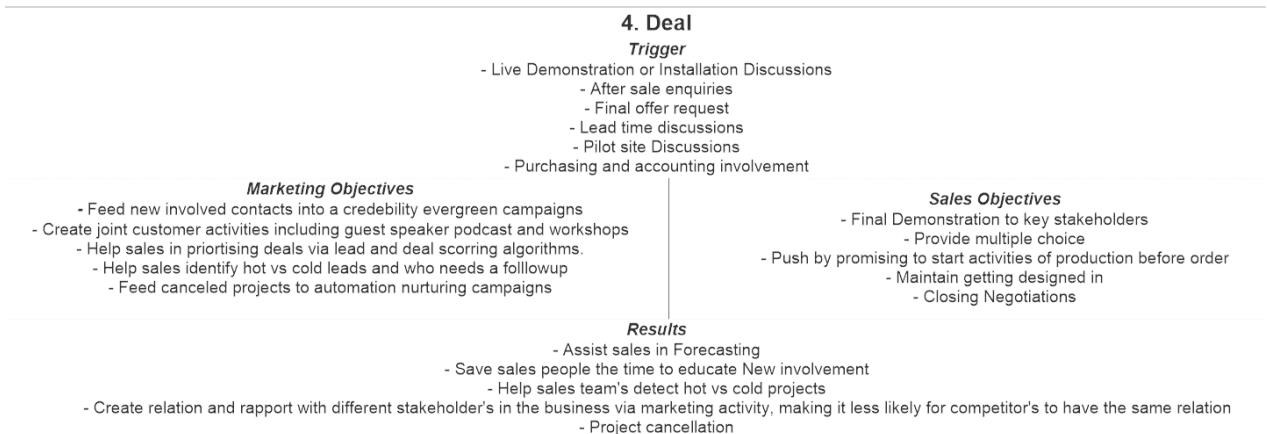 4. Deal
Trigger
- Live Demonstration or Installation Discussions
- After sale enquiries
- Final offer request
- Lead time discussions
- Pilot site Discussions
- Purchasing and accounting involvement
Marketing Objectives
- Feed new involved contacts into a credebility evergreen campaigns
- Create joint customer activities including guest speaker podcast and workshops
- Help sales in priortising deals via lead and deal scorring algorithms.
- Help sales identify hot vs cold leads and who needs a folllowup
- Feed canceled projects to automation nurturing campaigns
Sales Objectives
- Final Demonstration to key stakeholders
- Provide multiple choice
- Push by promising to start activities of production before order
- Maintain getting designed in
- Closing Negotiations
Results
- Assist sales in Forecasting
- Save sales people the time to educate New involvement
- Help sales team's detect hot vs cold projects
- Create relation and rapport with different stakeholder's in the business via marketing activity, making it less likely for competitor's to have the same relation
- Project cancellation